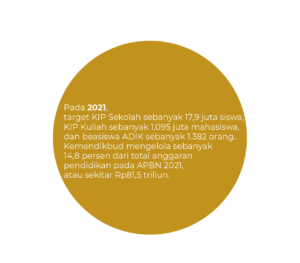 Pada 2021,
target KIP Sekolah sebanyak 17,9 juta siswa,
KIP Kuliah sebanyak 1,095 juta mahasiswa,
dan beasiswa ADIK sebanyak 1.382 orang..
Kemendikbud mengelola sebanyak
14,8 persen dari total anggaran
pendidikan pada APBN 2021,
atau sekitar Rp81,5 triliun.